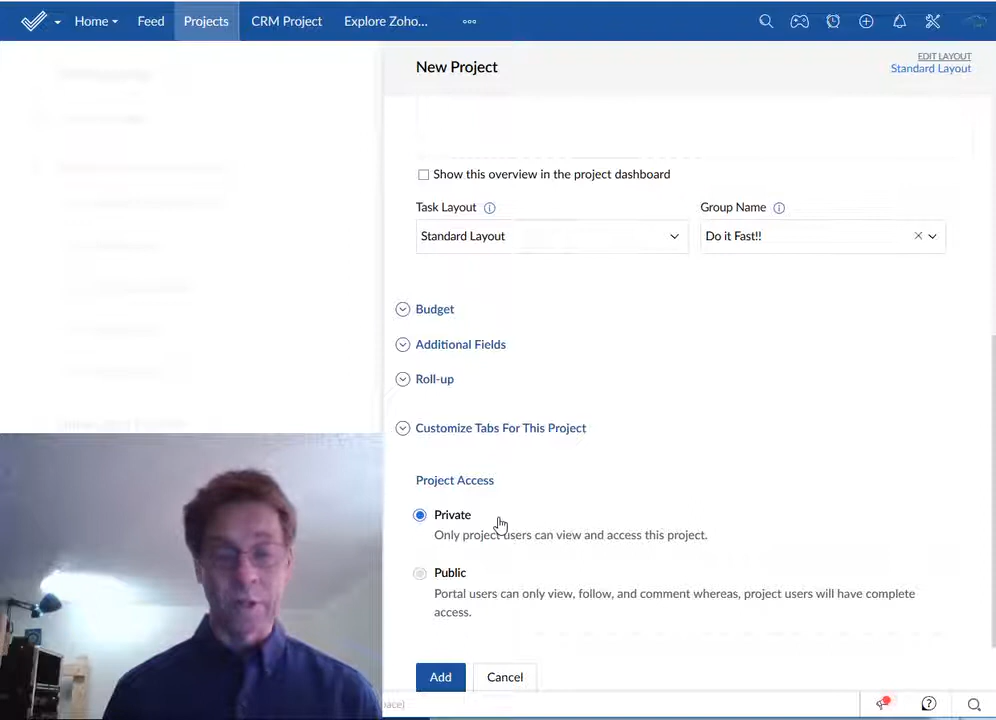 Home Feed Projects CRM Project Explore Zoho...
New Project
EDIT LAYOUT
Standard Layout
Show this overview in the project dashboard
Task Layout Group Name
Standard Layout Do it Fast!!
Budget
Additional Fields
Roll-up
Customize Tabs For This Project
Project Access
Private
Only project users can view and access this project.
Public
Portal users can only view, follow, and comment whereas, project users will have complete
access.
Add Cancel